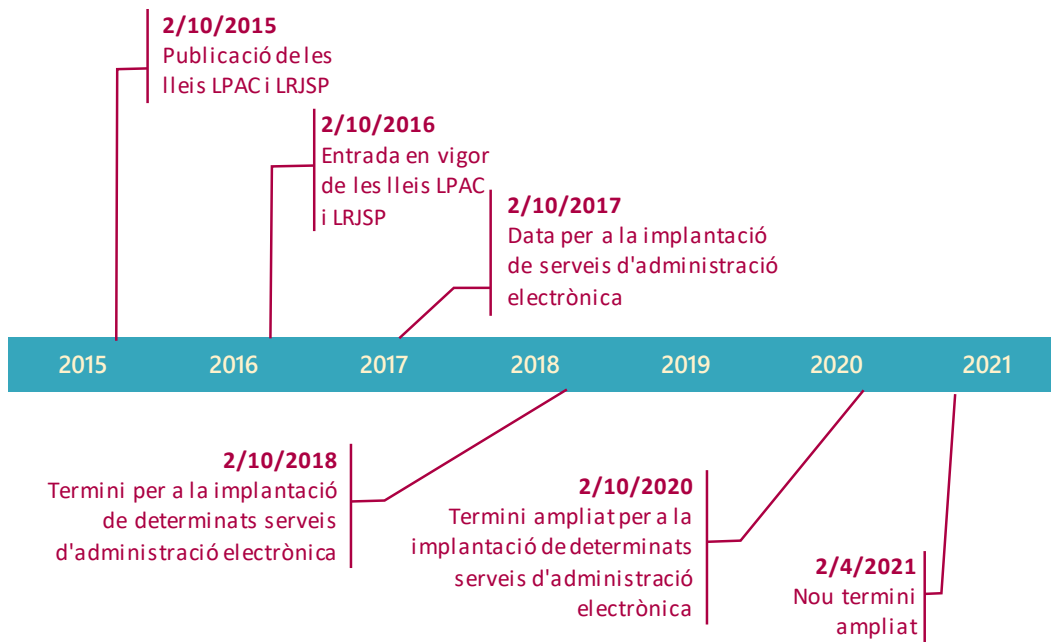 2/10/2015
Publicació de les
lleis LPAC i LRJSP
2/10/2016
Entrada en vigor
de les lleis LPAC
i LRJSP
2/10/2017
Data per a la implantació
de serveis d'administració
electrònica
2015 2016 2017 2018 2019 2020 2021
2/10/2018
Termini per a la implantació
de determinats serveis
d'administració electrònica
2/10/2020
Termini ampliat per a la
implantació de determinats
serveis d'administració
electrònica
2/4/2021
Nou termini
ampliat